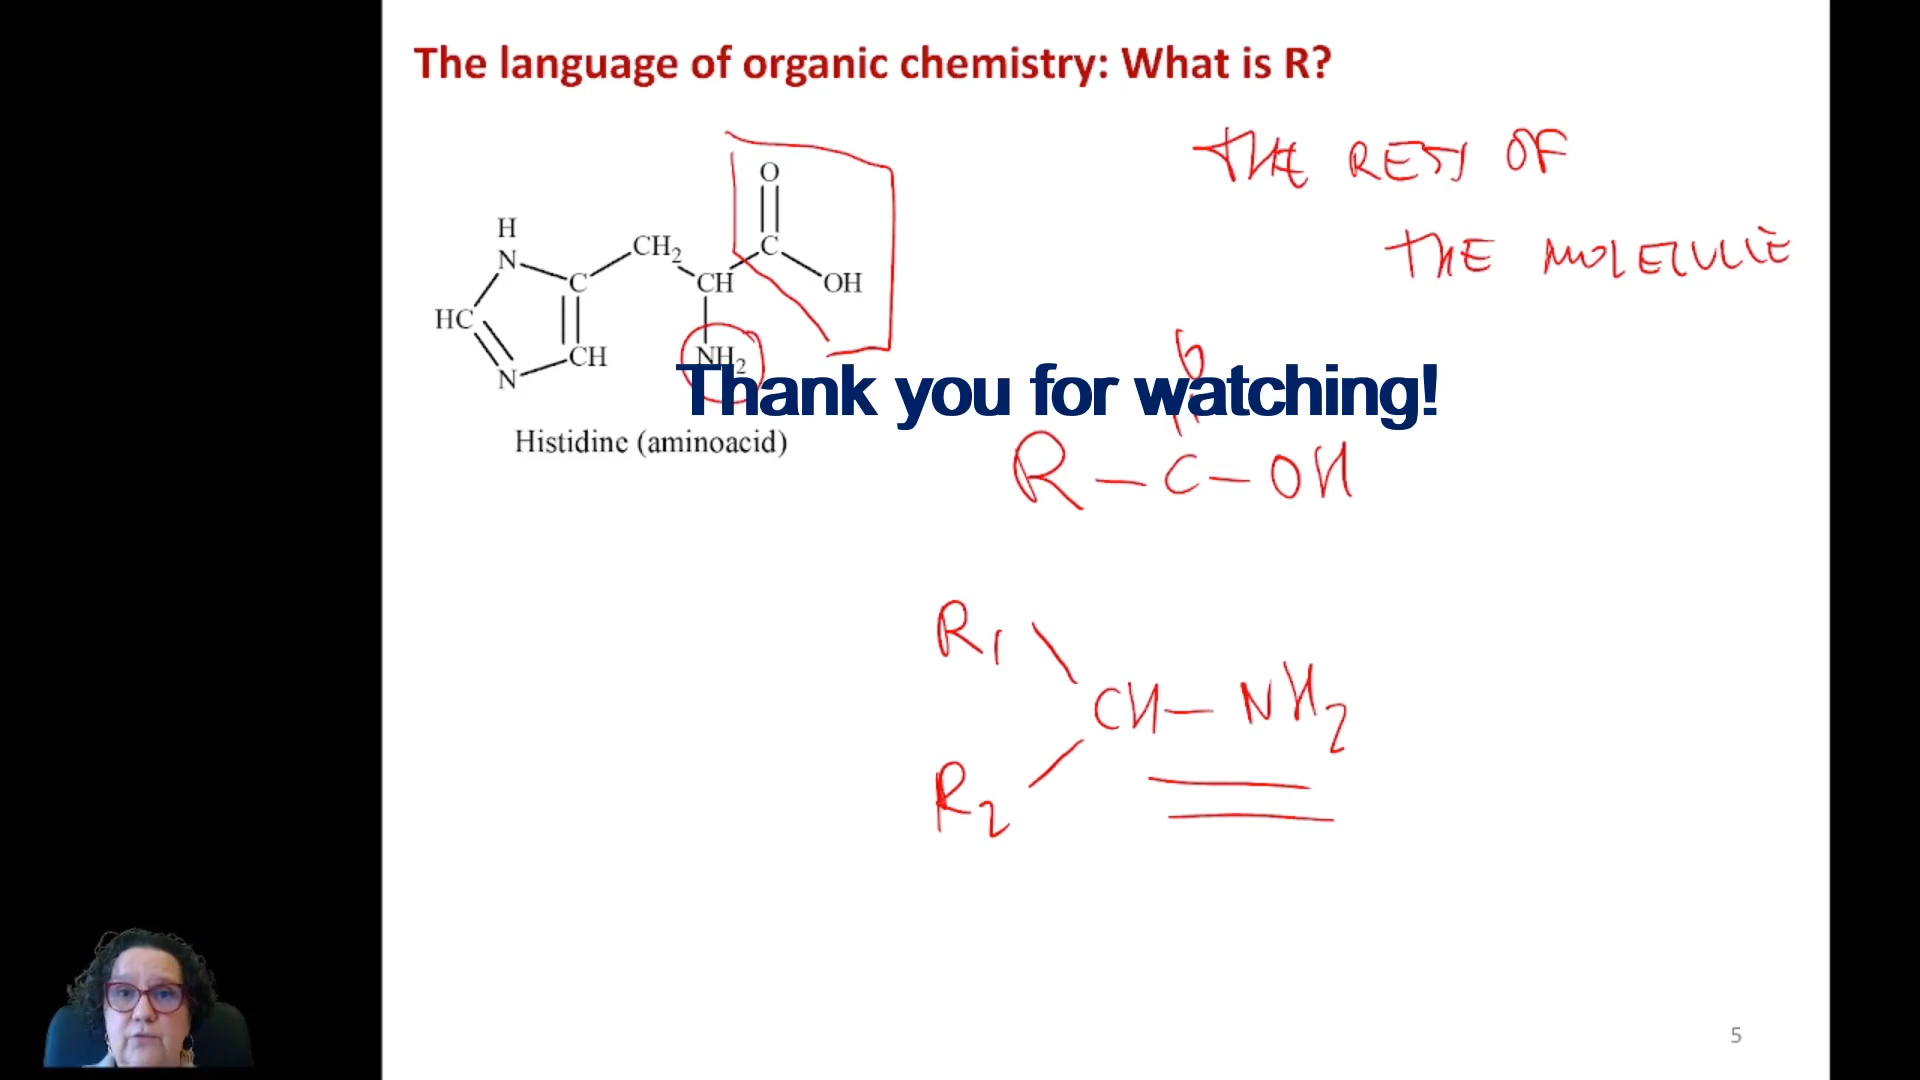 The language of organic chemistry: What is R?
THE REST OF
THE MOLECULE
O
H
N
CH2
C
C
CH
OH
HC
CH
N
NH2
Thank you for watching!
Histidine (aminoacid)
O
R - C - OH
R1
CH - NH2
R2
5